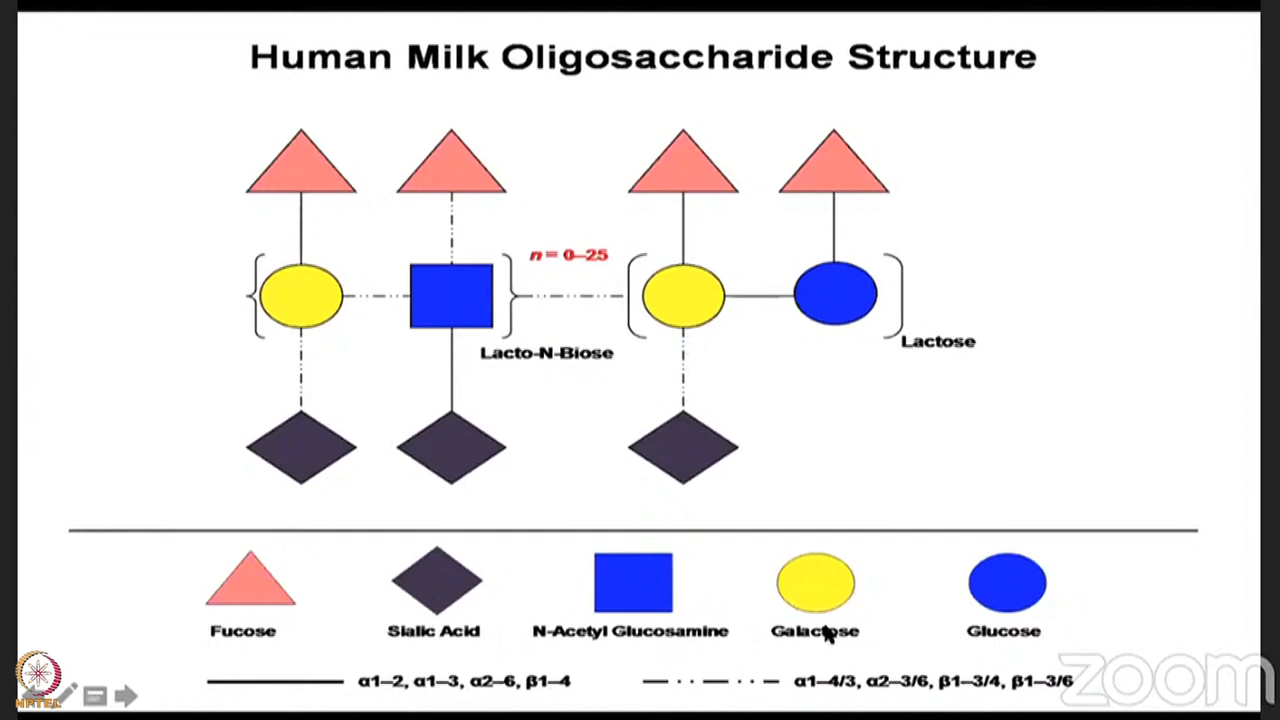 Human Milk Oligosaccharide Structure
n = 0–25
Lacto-N-Biose
Lactose
Fucose
Sialic Acid
N-Acetyl Glucosamine
Galactose
Glucose
α1–2, α1–3, α2–6, β1–4
α1–4/3, α2–3/6, β1–3/4, β1–3/6
zoom
NPTEL